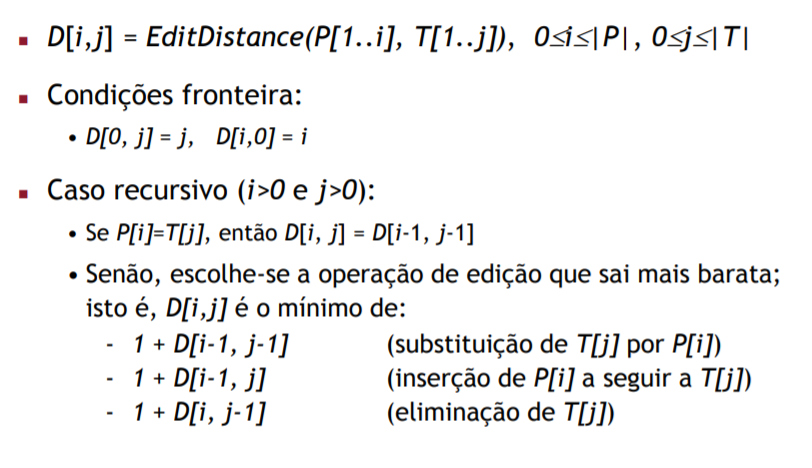 ▪ D[i,j] = EditDistance(P[1..i], T[1..j]), 0≤i≤|P|, 0≤j≤|T|
▪ Condições fronteira:
• D[0, j] = j, D[i,0] = i
▪ Caso recursivo (i>0 e j>0):
• Se P[i]=T[j], então D[i, j] = D[i-1, j-1]
• Senão, escolhe-se a operação de edição que sai mais barata;
isto é, D[i,j] é o mínimo de:
- 1 + D[i-1, j-1] (substituição de T[j] por P[i])
- 1 + D[i-1, j] (inserção de P[i] a seguir a T[j])
- 1 + D[i, j-1] (eliminação de T[j])